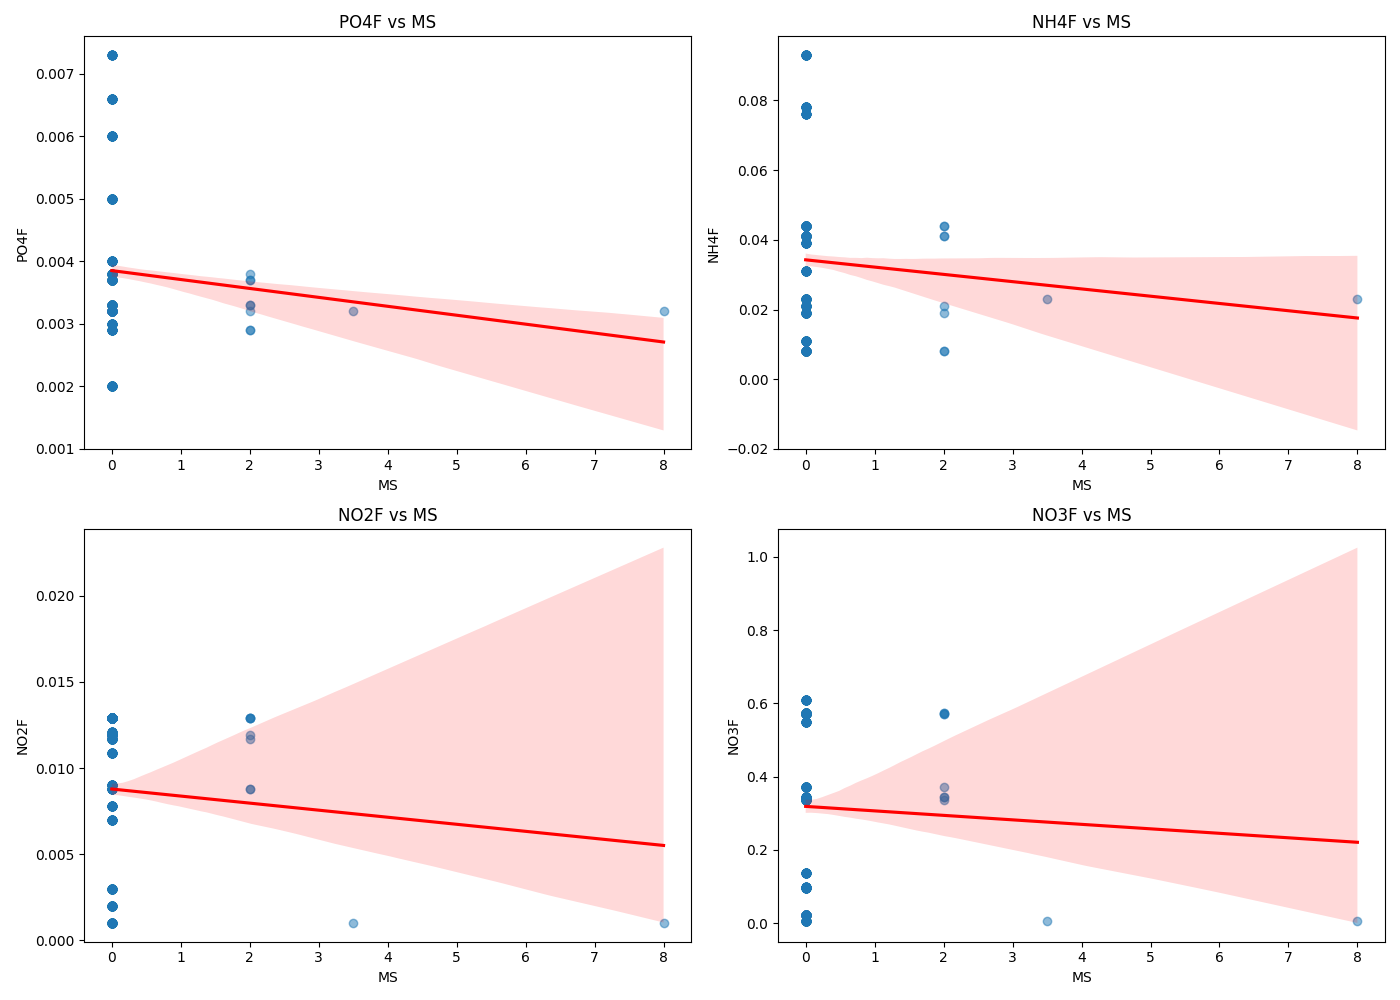 PO4F vs MS
PO4F
0.007
0.006
0.005
0.004
0.003
0.002
0.001
0 1 2 3 4 5 6 7 8
MS
NH4F vs MS
NH4F
0.08
0.06
0.04
0.02
0.00
−0.02
0 1 2 3 4 5 6 7 8
MS
NO2F vs MS
NO2F
0.020
0.015
0.010
0.005
0.000
0 1 2 3 4 5 6 7 8
MS
NO3F vs MS
NO3F
1.0
0.8
0.6
0.4
0.2
0.0
0 1 2 3 4 5 6 7 8
MS